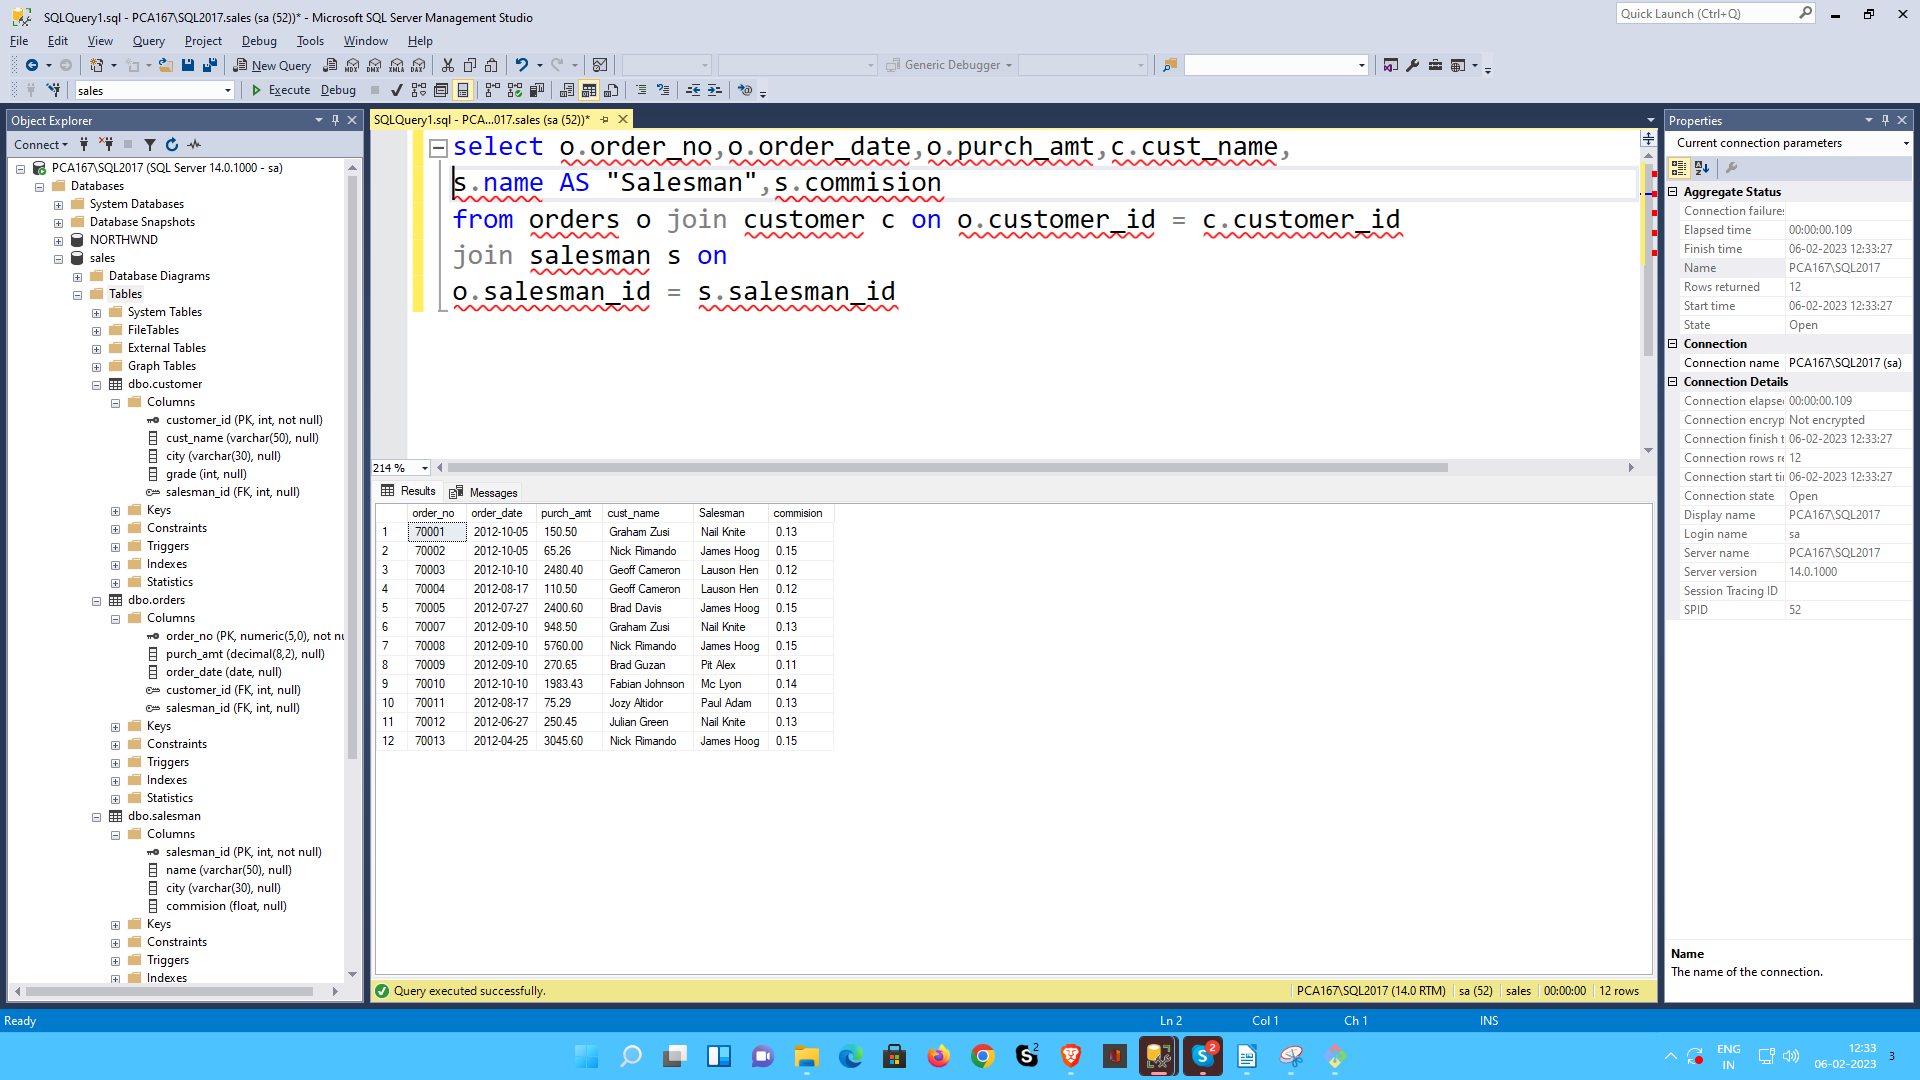 SQLQuery1.sql - PCA167\SQL2017.sales (sa (52))* - Microsoft SQL Server Management Studio
Quick Launch (Ctrl+Q)
File Edit View Query Project Debug Tools Window Help
New Query
MDX DMX XMLA DAX
Generic Debugger
sales
Execute Debug
Object Explorer
Connect
PCA167\SQL2017 (SQL Server 14.0.1000 - sa)
Databases
System Databases
Database Snapshots
NORTHWND
sales
Database Diagrams
Tables
System Tables
FileTables
External Tables
Graph Tables
dbo.customer
Columns
customer_id (PK, int, not null)
cust_name (varchar(50), null)
city (varchar(30), null)
grade (int, null)
salesman_id (FK, int, null)
Keys
Constraints
Triggers
Indexes
Statistics
dbo.orders
Columns
order_no (PK, numeric(5,0), not nu
purch_amt (decimal(8,2), null)
order_date (date, null)
customer_id (FK, int, null)
salesman_id (FK, int, null)
Keys
Constraints
Triggers
Indexes
Statistics
dbo.salesman
Columns
salesman_id (PK, int, not null)
name (varchar(50), null)
city (varchar(30), null)
commision (float, null)
Keys
Constraints
Triggers
Indexes
SQLQuery1.sql - PCA...017.sales (sa (52))*
select o.order_no,o.order_date,o.purch_amt,c.cust_name,
s.name AS "Salesman",s.commision
from orders o join customer c on o.customer_id = c.customer_id
join salesman s on
o.salesman_id = s.salesman_id
214 %
Results Messages
order_no order_date purch_amt cust_name Salesman commision
1 70001 2012-10-05 150.50 Graham Zusi Nail Knite 0.13
2 70002 2012-10-05 65.26 Nick Rimando James Hoog 0.15
3 70003 2012-10-10 2480.40 Geoff Cameron Lauson Hen 0.12
4 70004 2012-08-17 110.50 Geoff Cameron Lauson Hen 0.12
5 70005 2012-07-27 2400.60 Brad Davis James Hoog 0.15
6 70007 2012-09-10 948.50 Graham Zusi Nail Knite 0.13
7 70008 2012-09-10 5760.00 Nick Rimando James Hoog 0.15
8 70009 2012-09-10 270.65 Brad Guzan Pit Alex 0.11
9 70010 2012-10-10 1983.43 Fabian Johnson Mc Lyon 0.14
10 70011 2012-08-17 75.29 Jozy Altidor Paul Adam 0.13
11 70012 2012-06-27 250.45 Julian Green Nail Knite 0.13
12 70013 2012-04-25 3045.60 Nick Rimando James Hoog 0.15
Query executed successfully.
PCA167\SQL2017 (14.0 RTM) sa (52) sales 00:00:00 12 rows
Properties
Current connection parameters
Aggregate Status
Connection failures
Elapsed time 00:00:00.109
Finish time 06-02-2023 12:33:27
Name PCA167\SQL2017
Rows returned 12
Start time 06-02-2023 12:33:27
State Open
Connection
Connection name PCA167\SQL2017 (sa)
Connection Details
Connection elapse 00:00:00.109
Connection encryp Not encrypted
Connection finish t 06-02-2023 12:33:27
Connection rows re 12
Connection start ti 06-02-2023 12:33:27
Connection state Open
Display name PCA167\SQL2017
Login name sa
Server name PCA167\SQL2017
Server version 14.0.1000
Session Tracing ID
SPID 52
Name
The name of the connection.
Ready
Ln 2 Col 1 Ch 1 INS
2
2
ENG
IN
12:33
06-02-2023
3